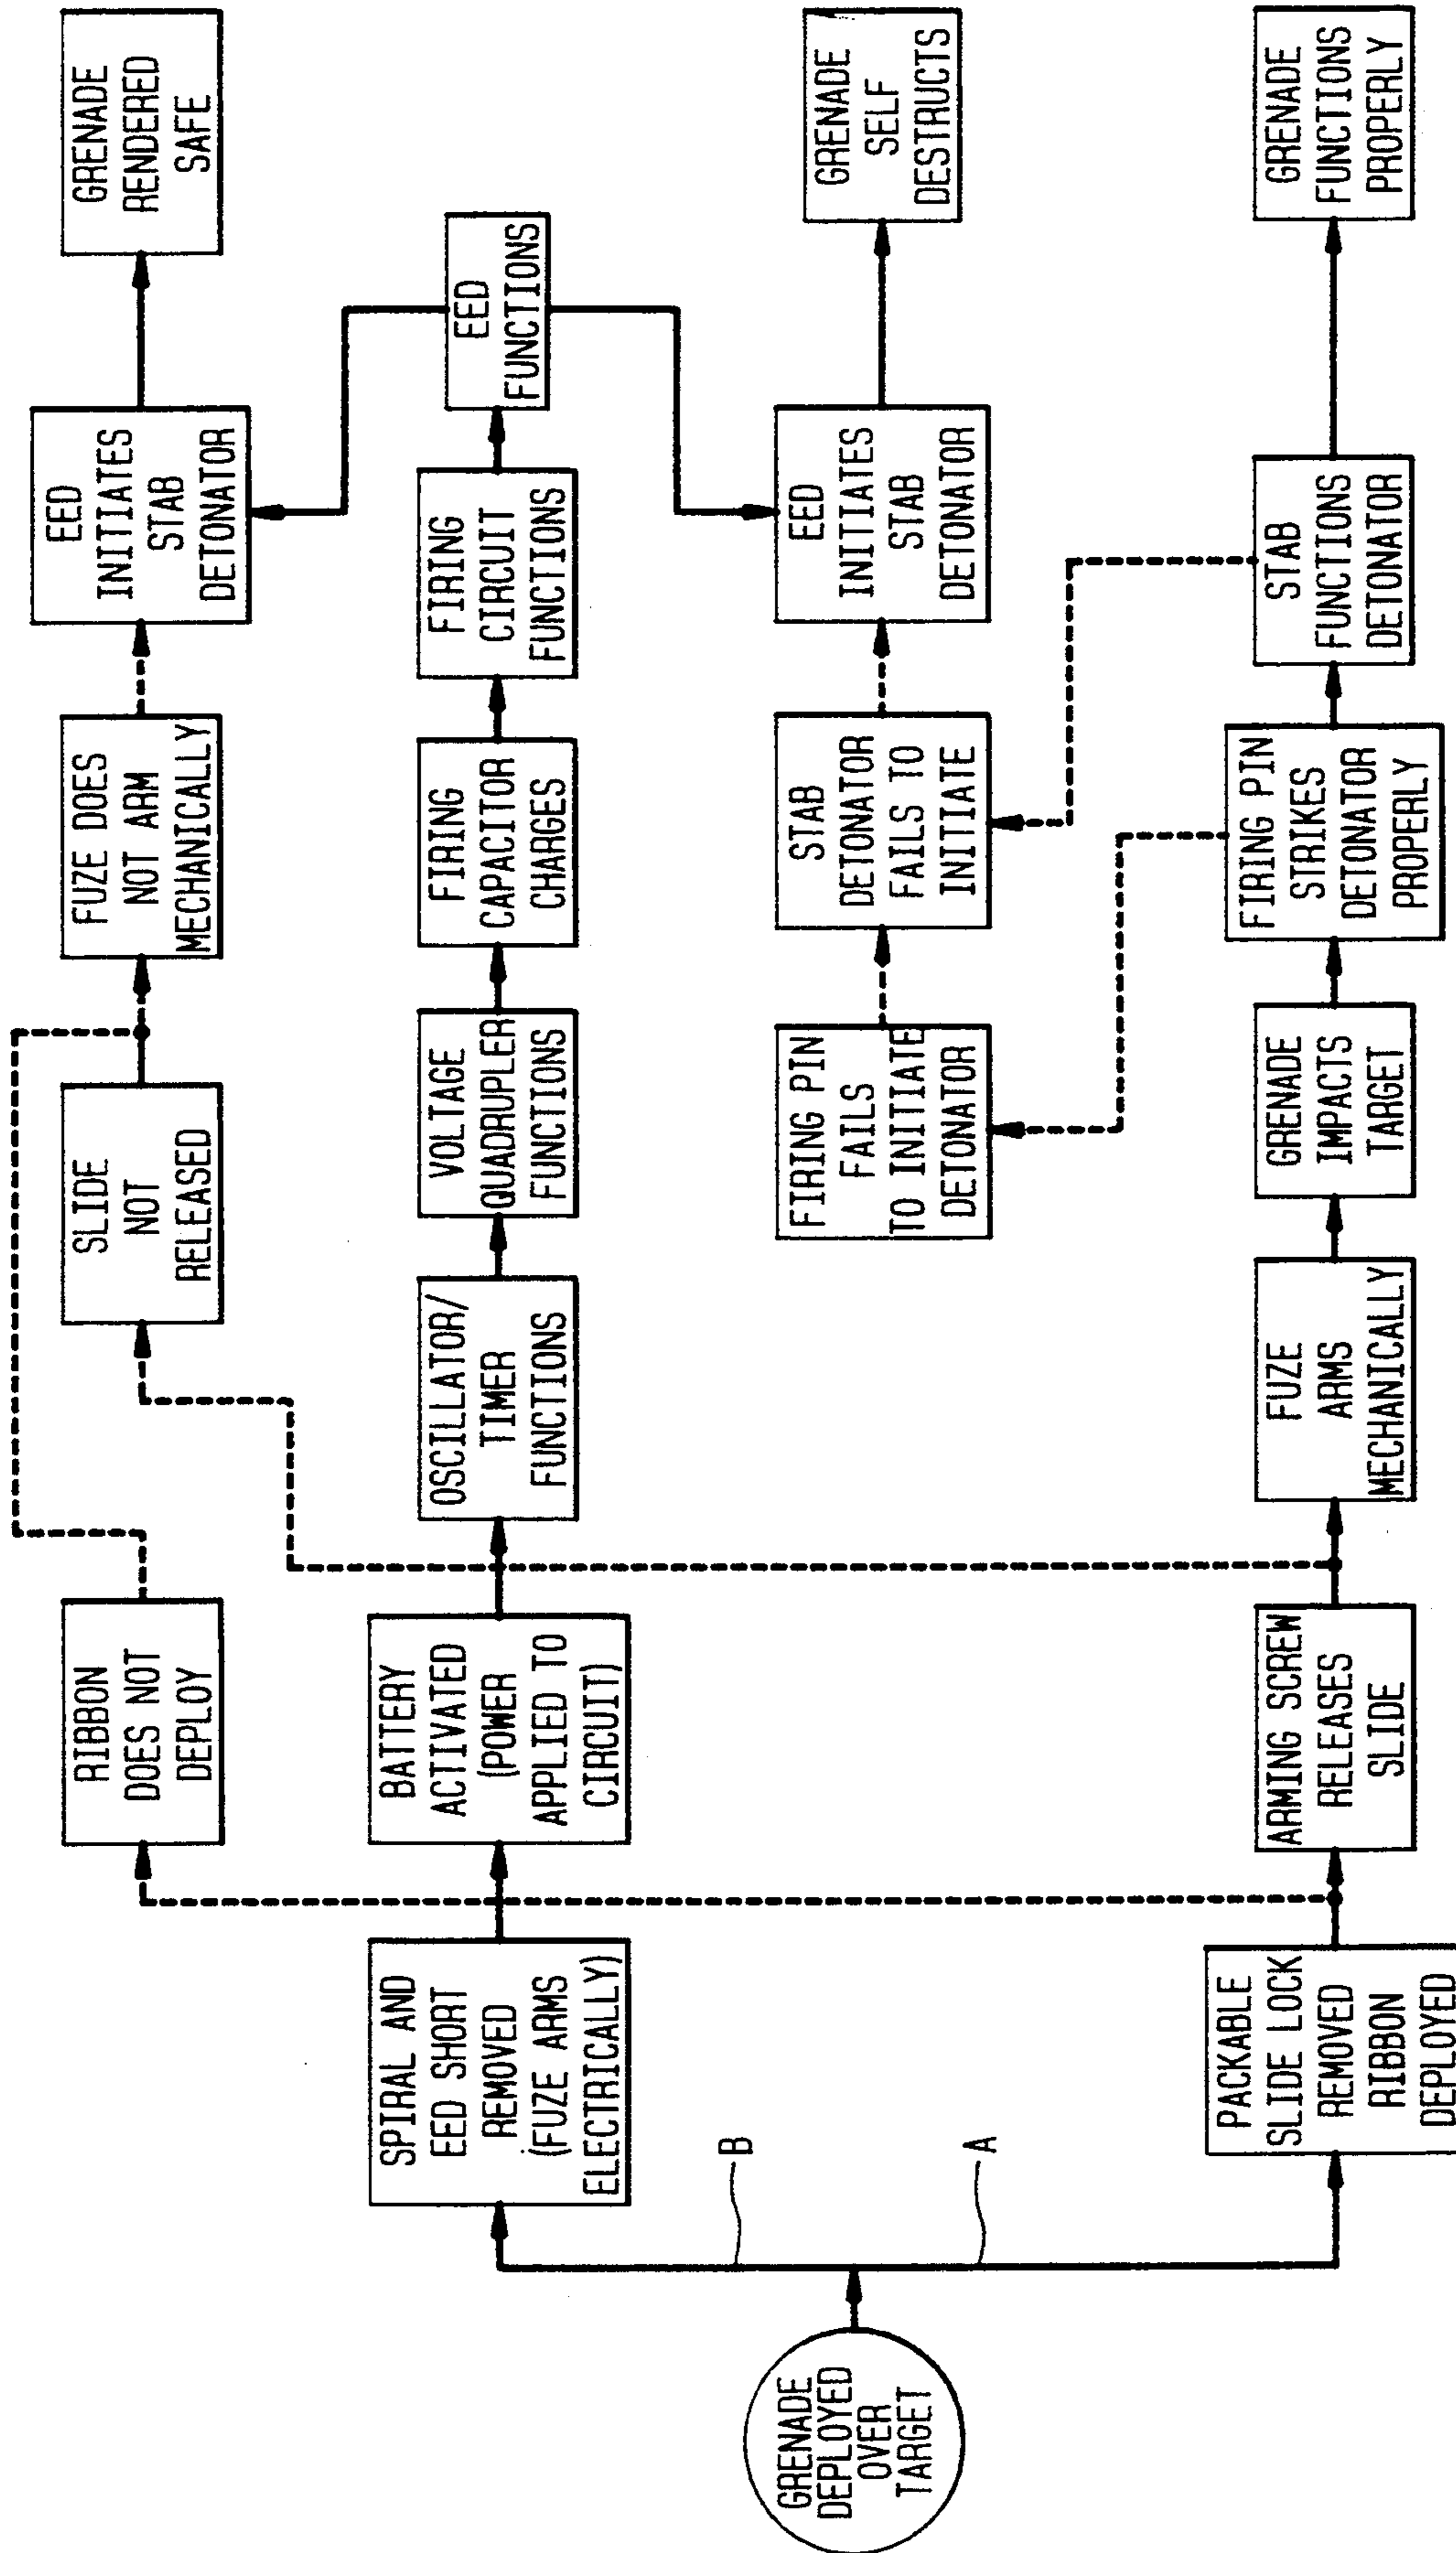 GRENADE
DEPLOYED
OVER
TARGET
B
A
SPIRAL AND
EED SHORT
REMOVED
(FUZE ARMS
ELECTRICALLY)
BATTERY
ACTIVATED
(POWER
APPLIED TO
CIRCUIT)
OSCILLATOR/
TIMER
FUNCTIONS
VOLTAGE
QUADRUPLER
FUNCTIONS
FIRING
CAPACITOR
CHARGES
FIRING
CIRCUIT
FUNCTIONS
EED
FUNCTIONS
RIBBON
DOES NOT
DEPLOY
SLIDE
NOT
RELEASED
FUZE DOES
NOT ARM
MECHANICALLY
EED
INITIATES
STAB
DETONATOR
GRENADE
RENDERED
SAFE
FIRING PIN
FAILS
TO INITIATE
DETONATOR
STAB
DETONATOR
FAILS TO
INITIATE
EED
INITIATES
STAB
DETONATOR
GRENADE
SELF
DESTRUCTS
PACKABLE
SLIDE LOCK
REMOVED
RIBBON
DEPLOYED
ARMING SCREW
RELEASES
SLIDE
FUZE
ARMS
MECHANICALLY
GRENADE
IMPACTS
TARGET
FIRING PIN
STRIKES
DETONATOR
PROPERLY
STAB
FUNCTIONS
DETONATOR
GRENADE
FUNCTIONS
PROPERLY